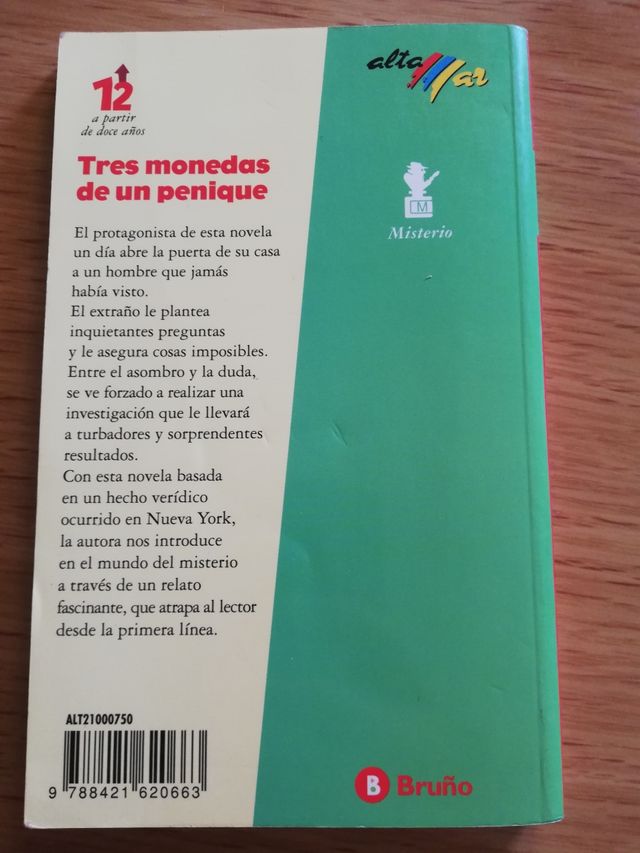 12
a partir
de doce años
Tres monedas
de un penique
El protagonista de esta novela
un día abre la puerta de su casa
a un hombre que jamás
había visto.
El extraño le plantea
inquietantes preguntas
y le asegura cosas imposibles.
Entre el asombro y la duda,
se ve forzado a realizar una
investigación que le llevará
a turbadores y sorprendentes
resultados.
Con esta novela basada
en un hecho verídico
ocurrido en Nueva York,
la autora nos introduce
en el mundo del misterio
a través de un relato
fascinante, que atrapa al lector
desde la primera línea.
ALT21000750
9 788421 620663
alta
mar
M
Misterio
B Bruño